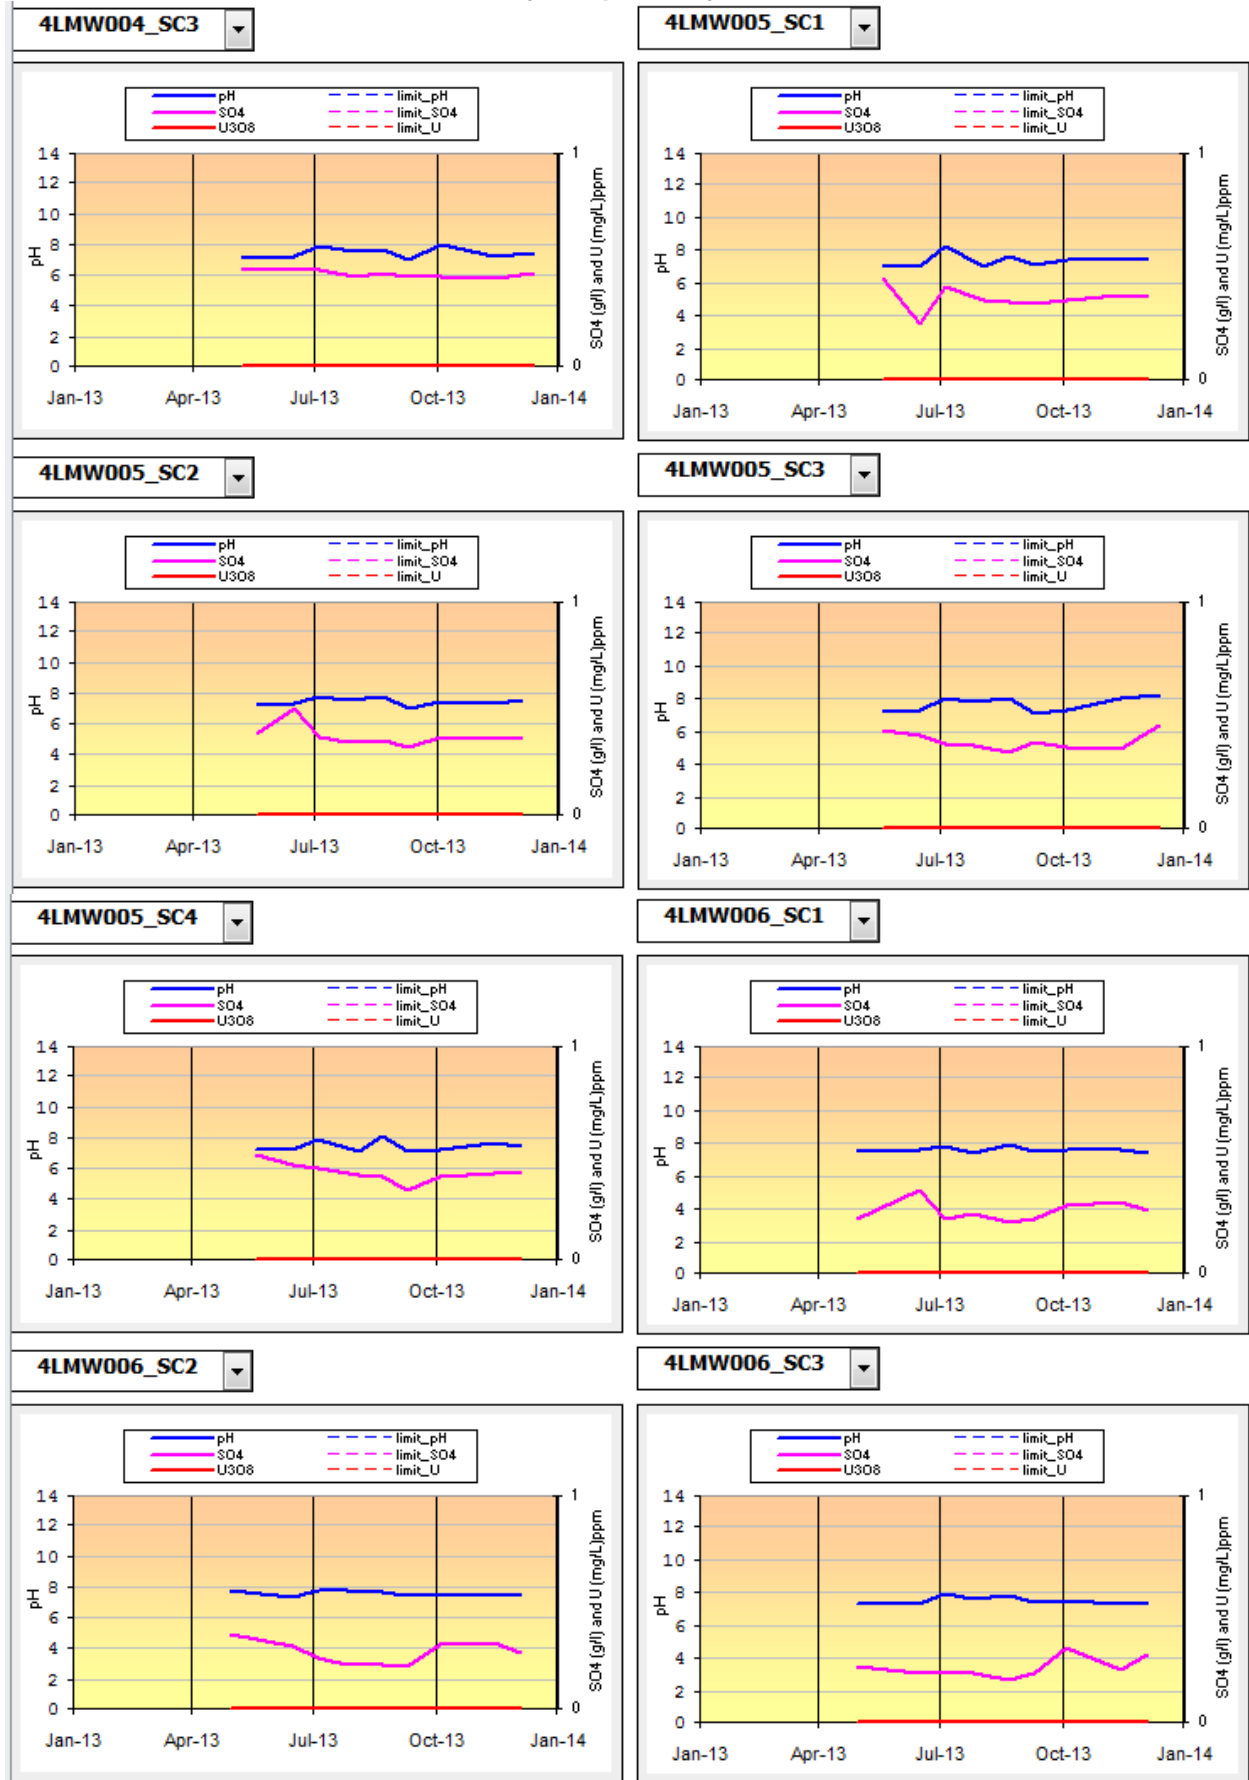 4LMW004_SC3
pH
limit_pH
SO4
limit_SO4
U3O8
limit_U
14
12
10
8
6
4
2
0
pH
1
0
SO4 (g/l) and U (mg/L)ppm
Jan-13 Apr-13 Jul-13 Oct-13 Jan-14
4LMW005_SC1
pH
limit_pH
SO4
limit_SO4
U3O8
limit_U
14
12
10
8
6
4
2
0
pH
1
0
SO4 (g/l) and U (mg/L)ppm
Jan-13 Apr-13 Jul-13 Oct-13 Jan-14
4LMW005_SC2
pH
limit_pH
SO4
limit_SO4
U3O8
limit_U
14
12
10
8
6
4
2
0
pH
1
0
SO4 (g/l) and U (mg/L)ppm
Jan-13 Apr-13 Jul-13 Oct-13 Jan-14
4LMW005_SC3
pH
limit_pH
SO4
limit_SO4
U3O8
limit_U
14
12
10
8
6
4
2
0
pH
1
0
SO4 (g/l) and U (mg/L)ppm
Jan-13 Apr-13 Jul-13 Oct-13 Jan-14
4LMW005_SC4
pH
limit_pH
SO4
limit_SO4
U3O8
limit_U
14
12
10
8
6
4
2
0
pH
1
0
SO4 (g/l) and U (mg/L)ppm
Jan-13 Apr-13 Jul-13 Oct-13 Jan-14
4LMW006_SC1
pH
limit_pH
SO4
limit_SO4
U3O8
limit_U
14
12
10
8
6
4
2
0
pH
1
0
SO4 (g/l) and U (mg/L)ppm
Jan-13 Apr-13 Jul-13 Oct-13 Jan-14
4LMW006_SC2
pH
limit_pH
SO4
limit_SO4
U3O8
limit_U
14
12
10
8
6
4
2
0
pH
1
0
SO4 (g/l) and U (mg/L)ppm
Jan-13 Apr-13 Jul-13 Oct-13 Jan-14
4LMW006_SC3
pH
limit_pH
SO4
limit_SO4
U3O8
limit_U
14
12
10
8
6
4
2
0
pH
1
0
SO4 (g/l) and U (mg/L)ppm
Jan-13 Apr-13 Jul-13 Oct-13 Jan-14